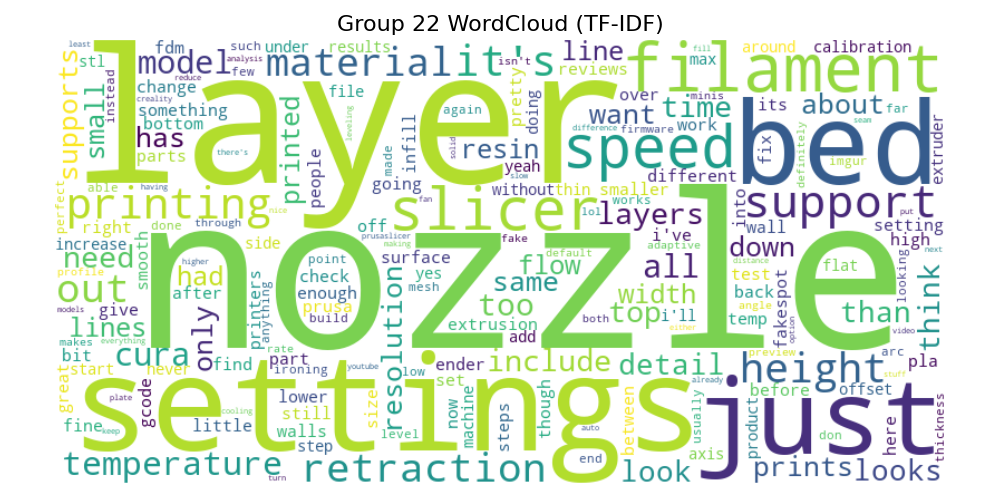 Group 22 WordCloud (TF-IDF)
layer
nozzle
settings
bed
just
filament
speed
slicer
printing
support
height
material
it's
model
line
reviews
fdm
such
under
results
stl
few
analysis
isn't
pretty
doing
max
around
calibration
fill
reduce
least
supports
small
instead
change
creality
something
bottom
file
leveling
again
over
want
time
minis
its
about
far
seam
has
parts
there's
printed
people
infill
made
solid
slow
resin
yeah
difference
firmware
work
different
fix
definitely
imgur
extruder
perfect
able
having
nice
going
fan
without
thin
smaller
works
lol
layers
into
wall
setting
put
right
done
through
off
prusaslicer
making
fake
default
i've
adaptive
down
high
next
increase
need
smooth
side
higher
point
surface
yes
mesh
check
flow
same
all
distance
test
flat
looking
think
profile
out
models
give
had
after
only
printers
anything
enough
prusa
build
resolution
too
extrusion
both
width
top
i'll
back
temp
angle
fakespot
option
than
video
lines
makes
everything
bit
start
cura
never
find
part
rate
ironing
youtube
low
ender
set
add
include
either
detail
preview
arc
pla
stuff
great
fine
keep
plate
gcode
cooling
little
lower
still
walls
step
size
level
now
machine
steps
though
auto
between
usually
already
product
before
offset
don
axis
here
thickness
temperature
turn
retraction
end
look
prints
looks